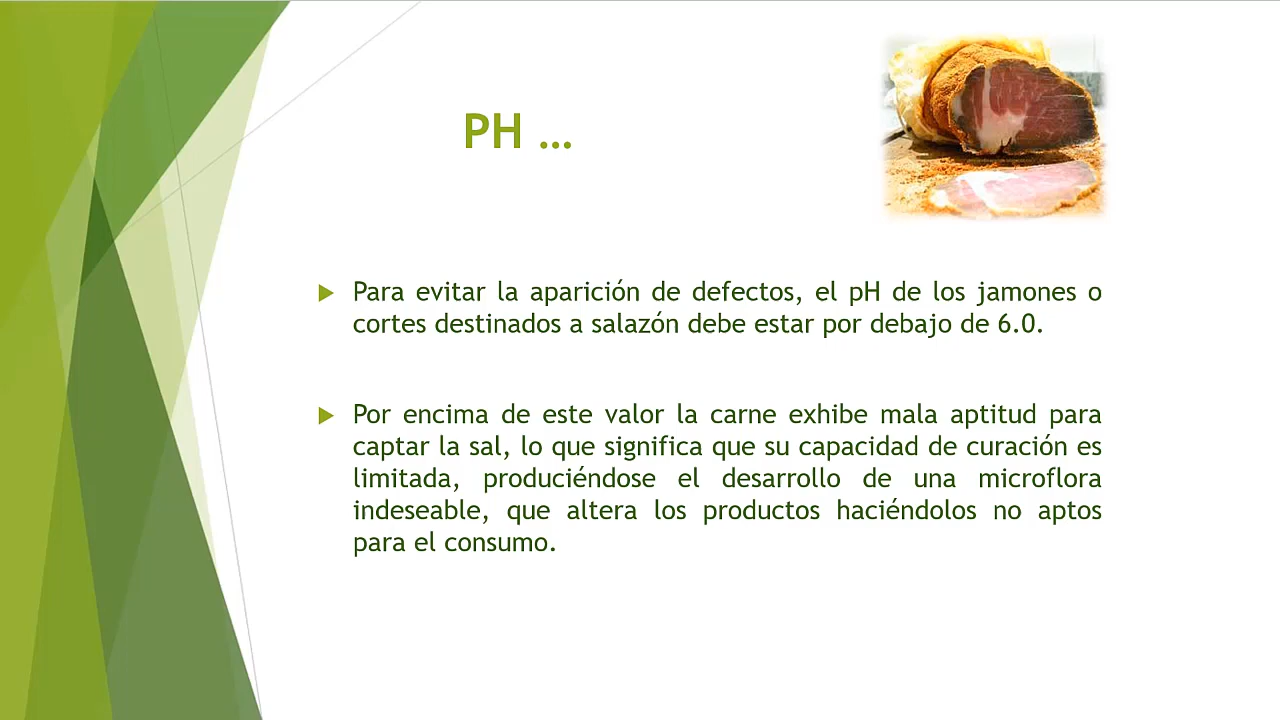 PH ...
Para evitar la aparición de defectos, el pH de los jamones o
cortes destinados a salazón debe estar por debajo de 6.0.
Por encima de este valor la carne exhibe mala aptitud para
captar la sal, lo que significa que su capacidad de curación es
limitada, produciéndose el desarrollo de una microflora
indeseable, que altera los productos haciéndolos no aptos
para el consumo.